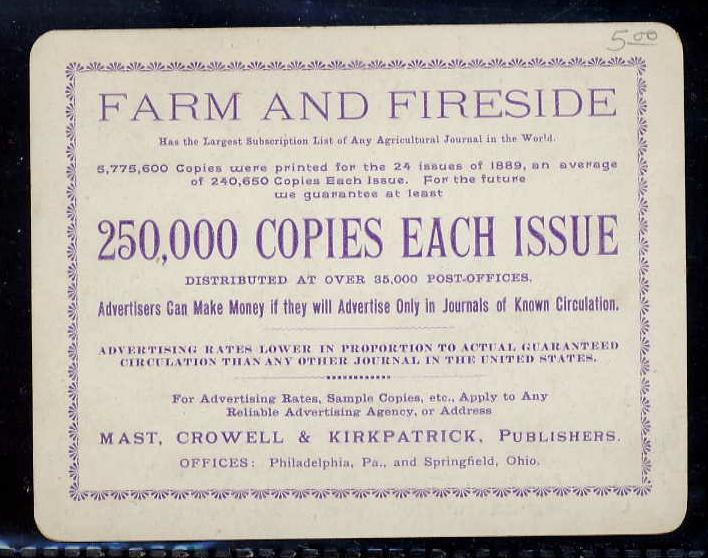 5.00
FARM AND FIRESIDE
Has the Largest Subscription List of Any Agricultural Journal in the World.
5,775,600 Copies were printed for the 24 issues of 1889, an average
of 240,650 Copies Each Issue. For the future
we guarantee at least
250,000 COPIES EACH ISSUE
DISTRIBUTED AT OVER 35,000 POST-OFFICES.
Advertisers Can Make Money if they will Advertise Only in Journals of Known Circulation.
ADVERTISING RATES LOWER IN PROPORTION TO ACTUAL GUARANTEED
CIRCULATION THAN ANY OTHER JOURNAL IN THE UNITED STATES.
For Advertising Rates, Sample Copies, etc., Apply to Any
Reliable Advertising Agency, or Address
MAST, CROWELL & KIRKPATRICK, PUBLISHERS.
OFFICES: Philadelphia, Pa., and Springfield, Ohio.